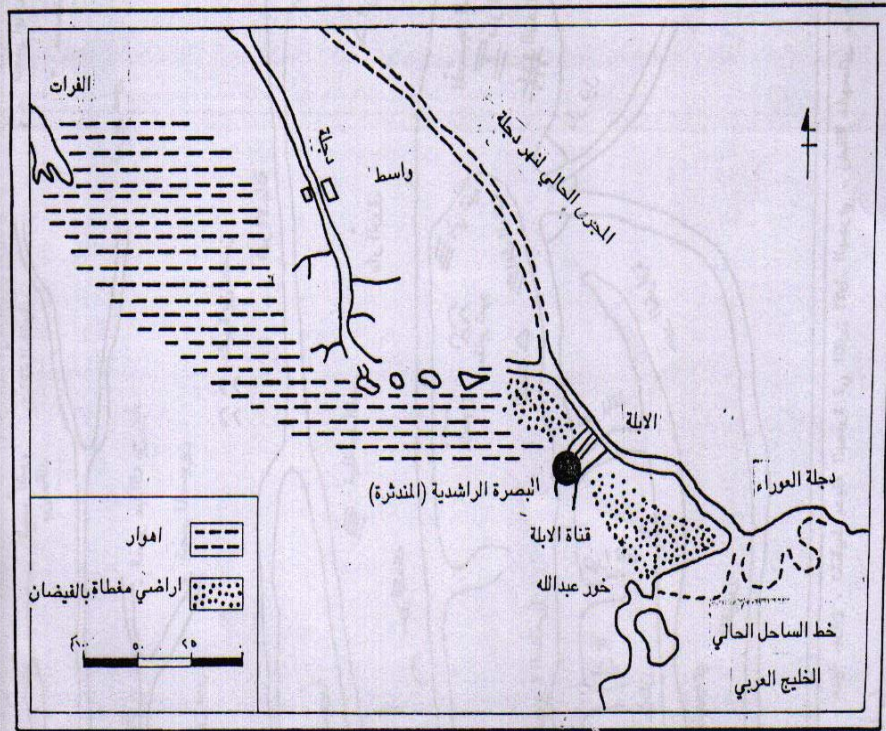 الفرات
دجلة
واسط
المجرى الحالي لنهر دجلة
الابلة
دجلة العوراء
البصرة الراشدية (المندثرة)
قناة الابلة
خور عبدالله
خط الساحل الحالي
الخليج العربي
اهوار
اراضي مغطاة بالفيضان
٢٥